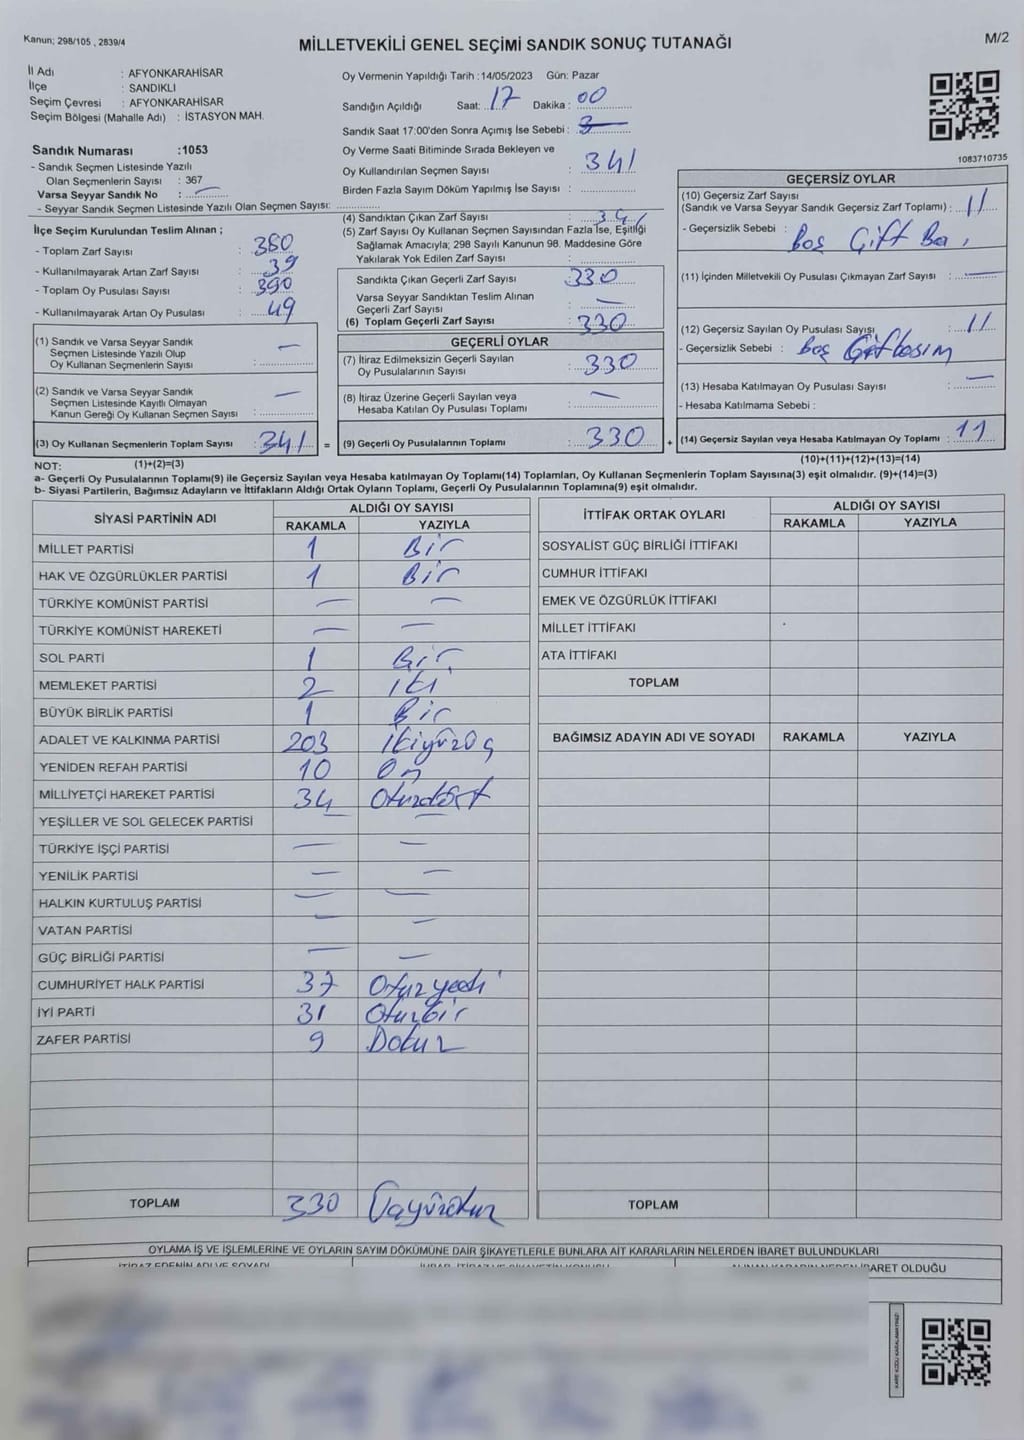 Kanun; 298/105 , 2839/4
MİLLETVEKİLİ GENEL SEÇİMİ SANDIK SONUÇ TUTANAĞI
M/2
İl Adı : AFYONKARAHİSAR
İlçe : SANDIKLI
Seçim Çevresi : AFYONKARAHİSAR
Seçim Bölgesi (Mahalle Adı) : İSTASYON MAH.
Sandık Numarası :1053
- Sandık Seçmen Listesinde Yazılı
Olan Seçmenlerin Sayısı : 367
Varsa Seyyar Sandık No : —
- Seyyar Sandık Seçmen Listesinde Yazılı Olan Seçmen Sayısı:
Oy Vermenin Yapıldığı Tarih :14/05/2023 Gün: Pazar
Sandığın Açıldığı Saat: 17 Dakika : 00
Sandık Saat 17:00'den Sonra Açımış İse Sebebi :
Oy Verme Saati Bitiminde Sırada Bekleyen ve
Oy Kullandırılan Seçmen Sayısı : 341
Birden Fazla Sayım Döküm Yapılmış İse Sayısı :
1083710735
İlçe Seçim Kurulundan Teslim Alınan ;
- Toplam Zarf Sayısı : 380
- Kullanılmayarak Artan Zarf Sayısı : 39
- Toplam Oy Pusulası Sayısı : 390
- Kullanılmayarak Artan Oy Pusulası : 49
(1) Sandık ve Varsa Seyyar Sandık
Seçmen Listesinde Yazılı Olup
Oy Kullanan Seçmenlerin Sayısı : —
(2) Sandık ve Varsa Seyyar Sandık
Seçmen Listesinde Kayıtlı Olmayan
Kanun Gereği Oy Kullanan Seçmen Sayısı : —
(3) Oy Kullanan Seçmenlerin Toplam Sayısı : 341 =
(1)+(2)=(3)
(4) Sandıktan Çıkan Zarf Sayısı : 341
(5) Zarf Sayısı Oy Kullanan Seçmen Sayısından Fazla İse, Eşitliği
Sağlamak Amacıyla; 298 Sayılı Kanunun 98. Maddesine Göre
Yakılarak Yok Edilen Zarf Sayısı :
Sandıkta Çıkan Geçerli Zarf Sayısı : 330
Varsa Seyyar Sandıktan Teslim Alınan
Geçerli Zarf Sayısı : —
(6) Toplam Geçerli Zarf Sayısı : 330
GEÇERLİ OYLAR
(7) İtiraz Edilmeksizin Geçerli Sayılan
Oy Pusulalarının Sayısı : 330
(8) İtiraz Üzerine Geçerli Sayılan veya
Hesaba Katılan Oy Pusulası Toplamı : —
(9) Geçerli Oy Pusulalarının Toplamı : 330 +
GEÇERSİZ OYLAR
(10) Geçersiz Zarf Sayısı
(Sandık ve Varsa Seyyar Sandık Geçersiz Zarf Toplamı) : 11
- Geçersizlik Sebebi : Boş Çift Ba
(11) İçinden Milletvekili Oy Pusulası Çıkmayan Zarf Sayısı : —
(12) Geçersiz Sayılan Oy Pusulası Sayısı : 11
- Geçersizlik Sebebi : Boş Çift basım
(13) Hesaba Katılmayan Oy Pusulası Sayısı : —
- Hesaba Katılmama Sebebi :
(14) Geçersiz Sayılan veya Hesaba Katılmayan Oy Toplamı : 11
(10)+(11)+(12)+(13)=(14)
NOT:
a- Geçerli Oy Pusulalarının Toplamı(9) ile Geçersiz Sayılan veya Hesaba katılmayan Oy Toplamı(14) Toplamları, Oy Kullanan Seçmenlerin Toplam Sayısına(3) eşit olmalıdır. (9)+(14)=(3)
b- Siyasi Partilerin, Bağımsız Adayların ve İttifakların Aldığı Ortak Oyların Toplamı, Geçerli Oy Pusulalarının Toplamına(9) eşit olmalıdır.
SİYASİ PARTİNİN ADI ALDIĞI OY SAYISI
RAKAMLA YAZIYLA
MİLLET PARTİSİ 1 Bir
HAK VE ÖZGÜRLÜKLER PARTİSİ 1 Bir
TÜRKİYE KOMÜNİST PARTİSİ — —
TÜRKİYE KOMÜNİST HAREKETİ — —
SOL PARTİ 1 Bir
MEMLEKET PARTİSİ 2 iki
BÜYÜK BİRLİK PARTİSİ 1 Bir
ADALET VE KALKINMA PARTİSİ 203 İkiyüzüç
YENİDEN REFAH PARTİSİ 10 On
MİLLİYETÇİ HAREKET PARTİSİ 34 Otuzdört
YEŞİLLER VE SOL GELECEK PARTİSİ — —
TÜRKİYE İŞÇİ PARTİSİ — —
YENİLİK PARTİSİ — —
HALKIN KURTULUŞ PARTİSİ — —
VATAN PARTİSİ — —
GÜÇ BİRLİĞİ PARTİSİ — —
CUMHURİYET HALK PARTİSİ 37 Otuzyedi
İYİ PARTİ 31 Otuzbir
ZAFER PARTİSİ 9 Dokuz
TOPLAM 330 Üçyüzotuz
İTTİFAK ORTAK OYLARI ALDIĞI OY SAYISI
RAKAMLA YAZIYLA
SOSYALİST GÜÇ BİRLİĞİ İTTİFAKI
CUMHUR İTTİFAKI
EMEK VE ÖZGÜRLÜK İTTİFAKI
MİLLET İTTİFAKI
ATA İTTİFAKI
TOPLAM
BAĞIMSIZ ADAYIN ADI VE SOYADI RAKAMLA YAZIYLA
TOPLAM
OYLAMA İŞ VE İŞLEMLERİNE VE OYLARIN SAYIM DÖKÜMÜNE DAİR ŞİKAYETLERLE BUNLARA AİT KARARLARIN NELERDEN İBARET BULUNDUKLARI
İTİRAZ EDENİN ADI VE SOYADI
İBARET OLDUĞU